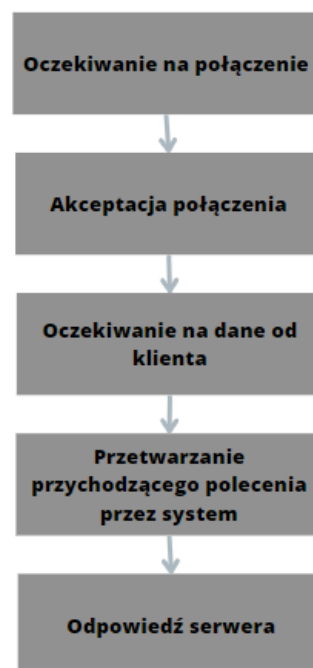 Oczekiwanie na połączenie
Akceptacja połączenia
Oczekiwanie na dane od
klienta
Przetwarzanie
przychodzącego polecenia
przez system
Odpowiedź serwera